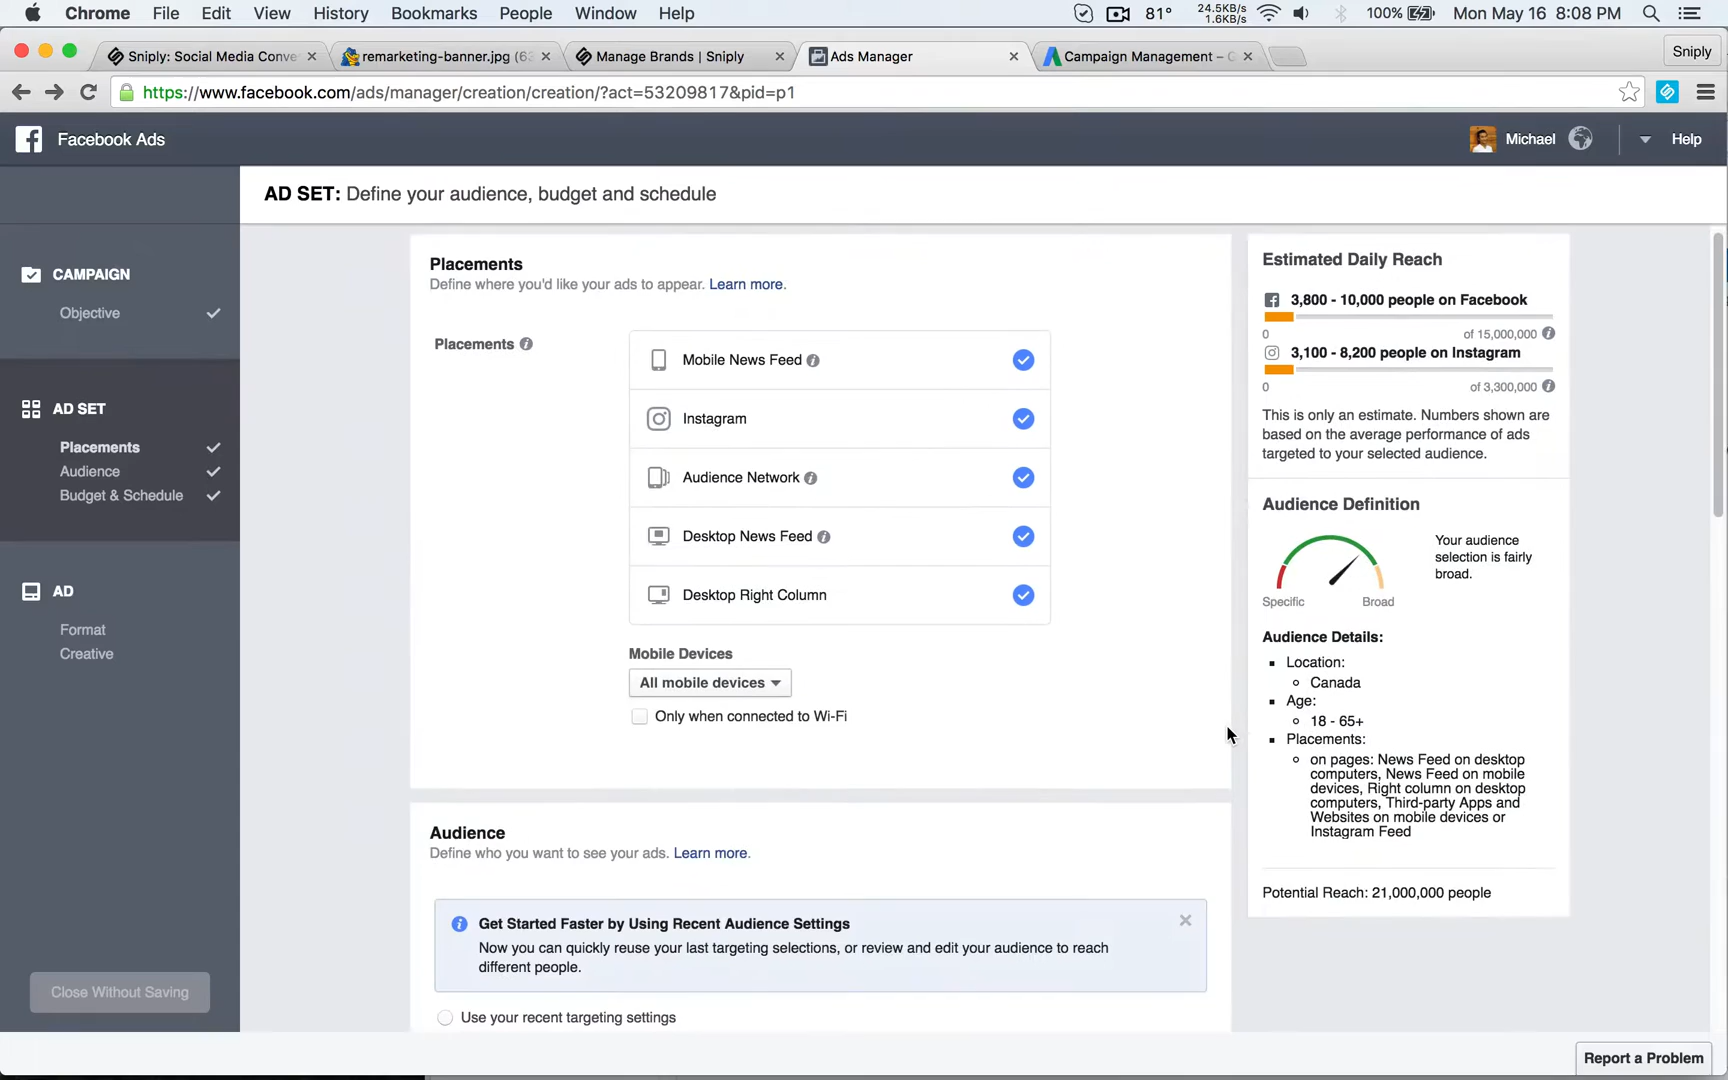 Chrome File Edit View History Bookmarks People Window Help 81° 24.5KB/s 1.6KB/s 100% Mon May 16 8:08 PM
Sniply: Social Media Conve
remarketing-banner.jpg (6
Manage Brands | Sniply
Ads Manager
Campaign Management – G
Sniply
https://www.facebook.com/ads/manager/creation/creation/?act=53209817&pid=p1
Facebook Ads
Michael
Help
AD SET: Define your audience, budget and schedule
CAMPAIGN
Objective
AD SET
Placements
Audience
Budget & Schedule
AD
Format
Creative
Close Without Saving
Placements
Define where you'd like your ads to appear. Learn more.
Placements
Mobile News Feed
Instagram
Audience Network
Desktop News Feed
Desktop Right Column
Mobile Devices
All mobile devices
Only when connected to Wi-Fi
Audience
Define who you want to see your ads. Learn more.
Get Started Faster by Using Recent Audience Settings
Now you can quickly reuse your last targeting selections, or review and edit your audience to reach
different people.
Use your recent targeting settings
Estimated Daily Reach
3,800 - 10,000 people on Facebook
0 of 15,000,000
3,100 - 8,200 people on Instagram
0 of 3,300,000
This is only an estimate. Numbers shown are
based on the average performance of ads
targeted to your selected audience.
Audience Definition
Your audience
selection is fairly
broad.
Specific Broad
Audience Details:
Location:
Canada
Age:
18 - 65+
Placements:
on pages: News Feed on desktop
computers, News Feed on mobile
devices, Right column on desktop
computers, Third-party Apps and
Websites on mobile devices or
Instagram Feed
Potential Reach: 21,000,000 people
Report a Problem